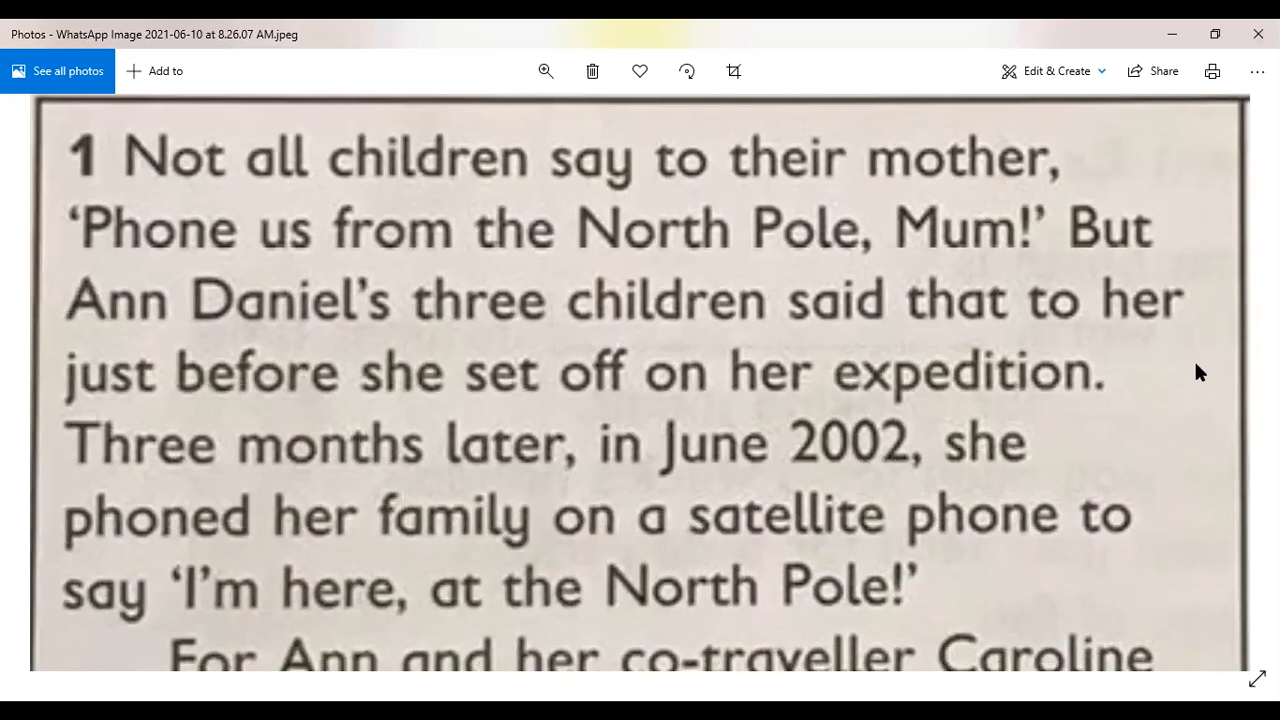 Photos - WhatsApp Image 2021-06-10 at 8.26.07 AM.jpeg
See all photos
Add to
Edit & Create
Share
1 Not all children say to their mother,
‘Phone us from the North Pole, Mum!’ But
Ann Daniel’s three children said that to her
just before she set off on her expedition.
Three months later, in June 2002, she
phoned her family on a satellite phone to
say ‘I’m here, at the North Pole!’
For Ann and her co-traveller Caroline